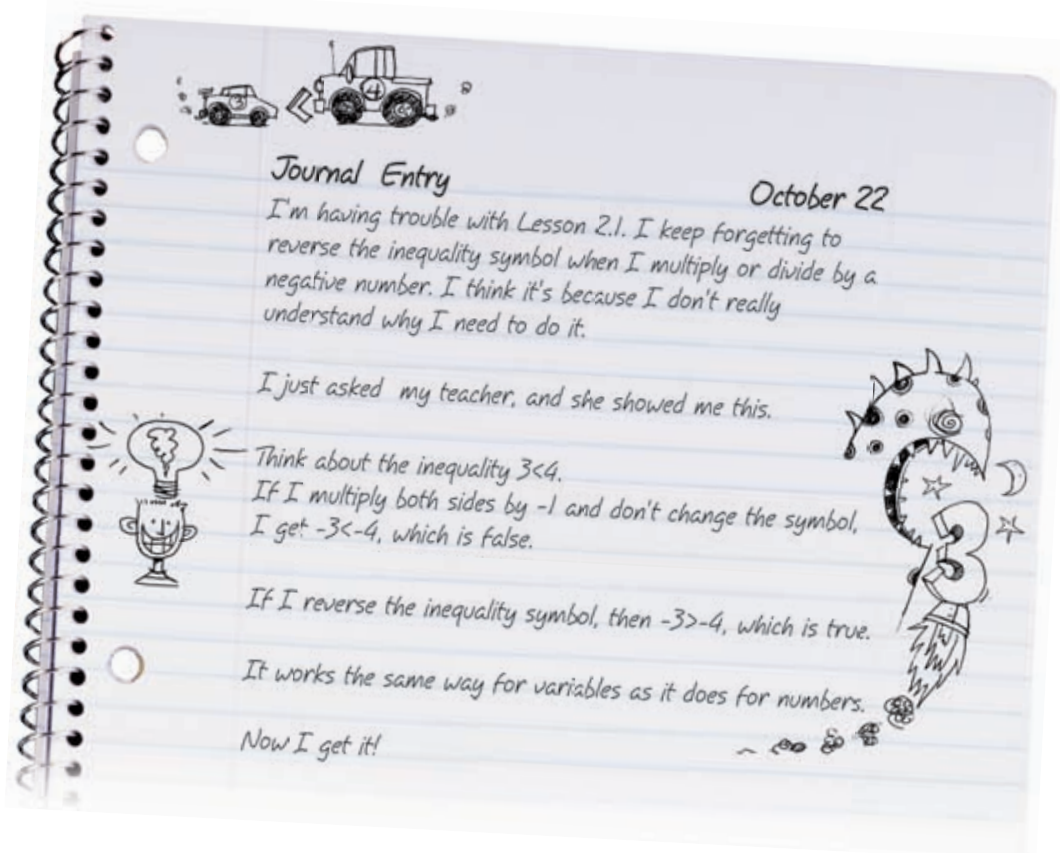 3 < 4
Journal Entry
October 22
I'm having trouble with Lesson 2.1. I keep forgetting to
reverse the inequality symbol when I multiply or divide by a
negative number. I think it's because I don't really
understand why I need to do it.
I just asked my teacher, and she showed me this.
Think about the inequality 3<4.
If I multiply both sides by -1 and don't change the symbol,
I get -3<-4, which is false.
If I reverse the inequality symbol, then -3>-4, which is true.
It works the same way for variables as it does for numbers.
Now I get it!
3